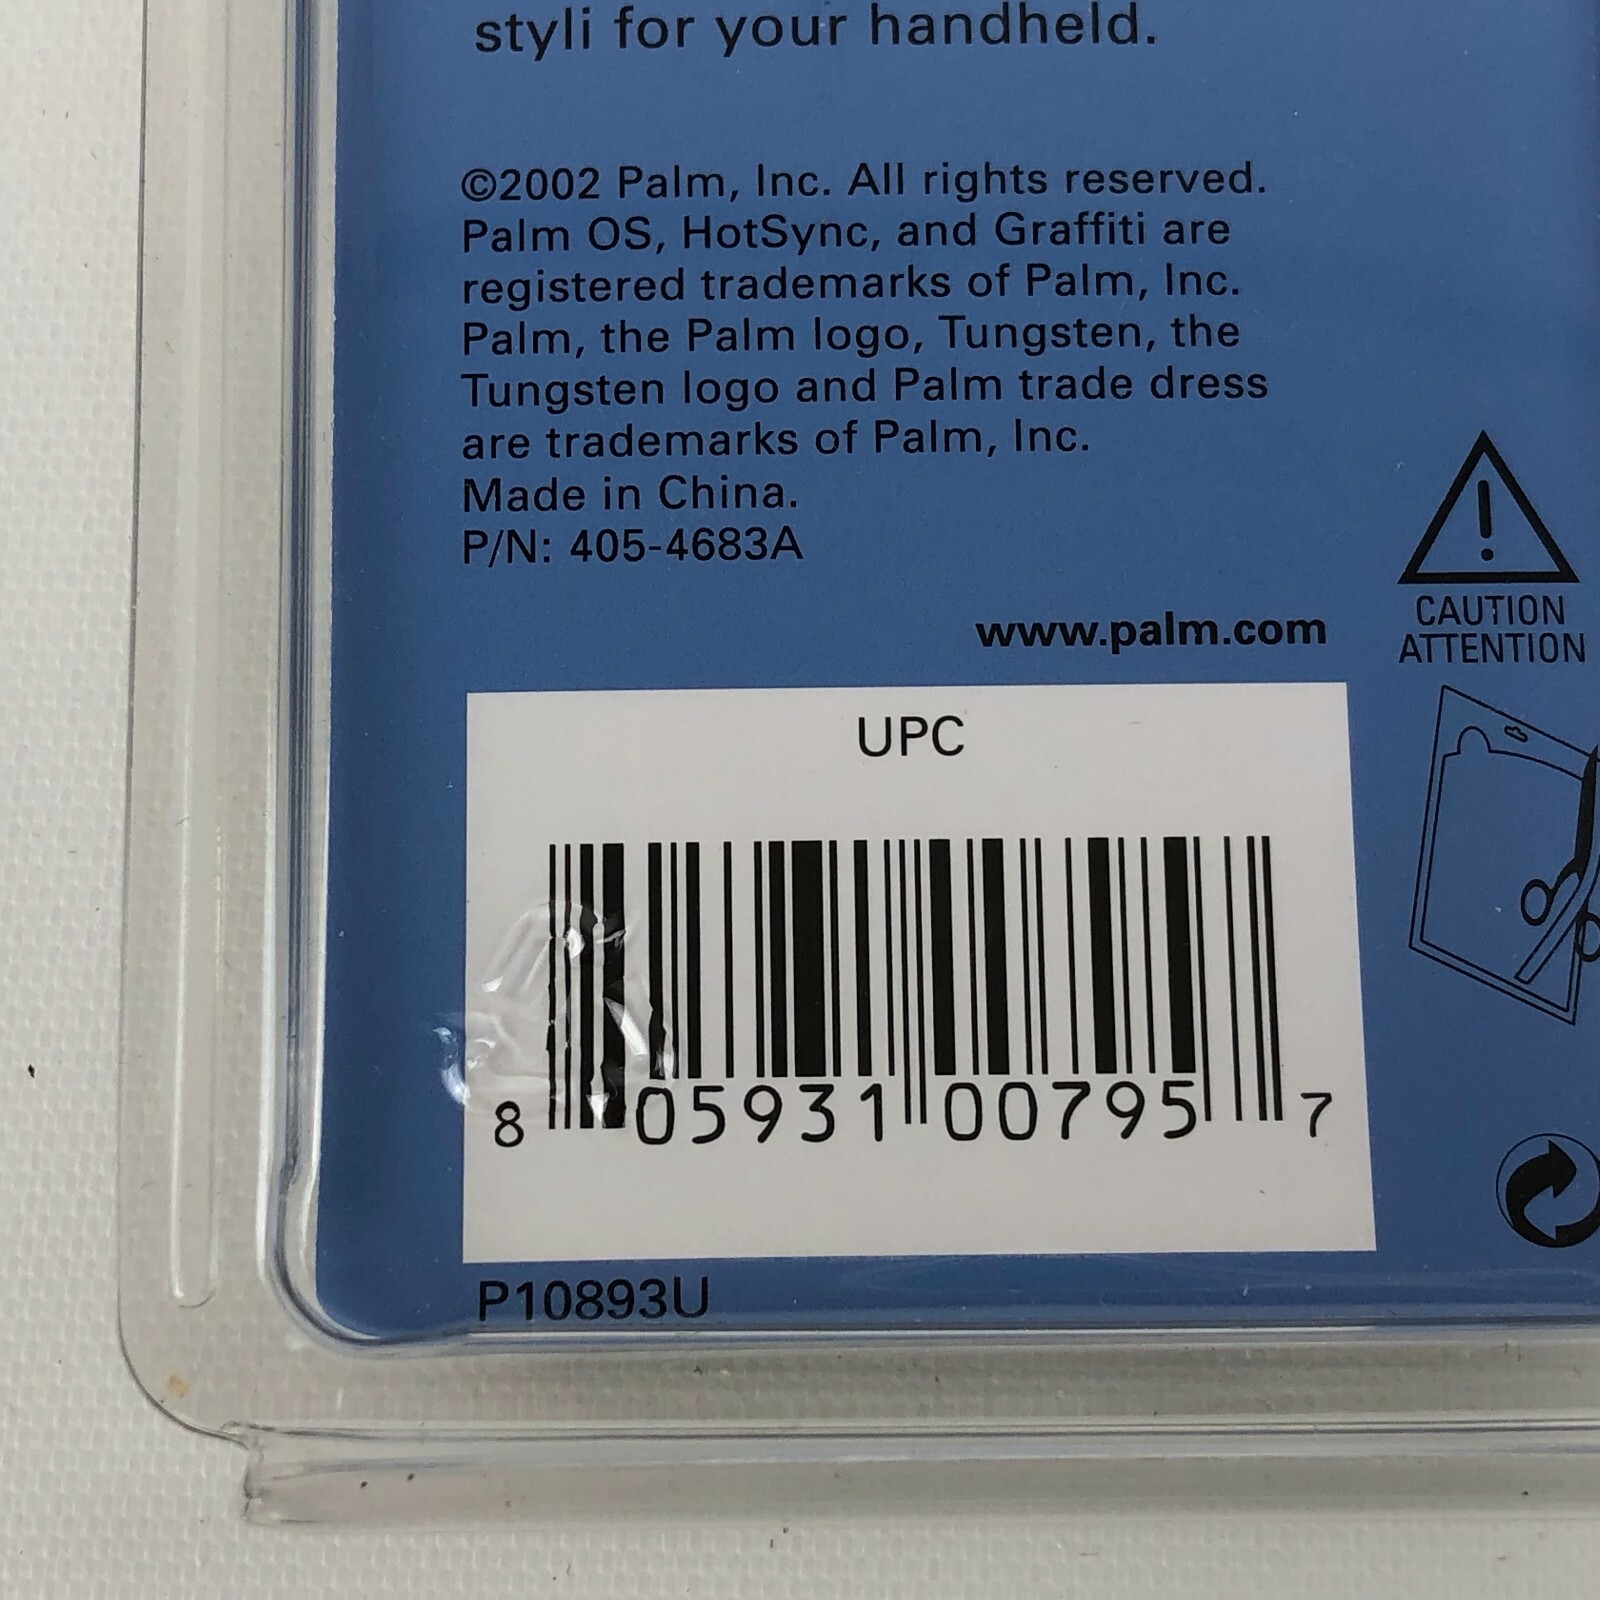 styli for your handheld.
©2002 Palm, Inc. All rights reserved.
Palm OS, HotSync, and Graffiti are
registered trademarks of Palm, Inc.
Palm, the Palm logo, Tungsten, the
Tungsten logo and Palm trade dress
are trademarks of Palm, Inc.
Made in China.
P/N: 405-4683A
www.palm.com
CAUTION
ATTENTION
UPC
8 05931 00795 7
P10893U